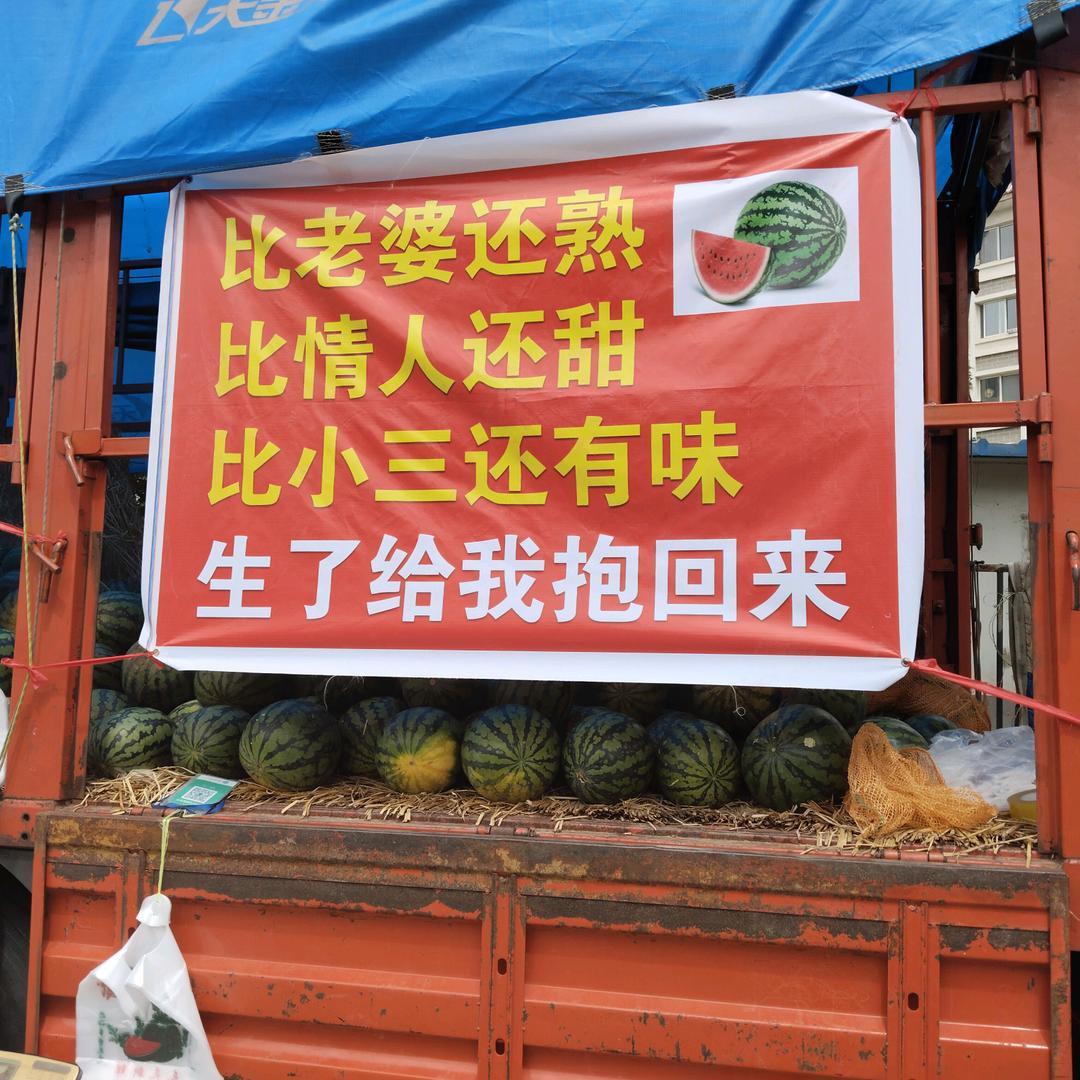 比老婆还熟
比情人还甜
比小三还有味
生了给我抱回来